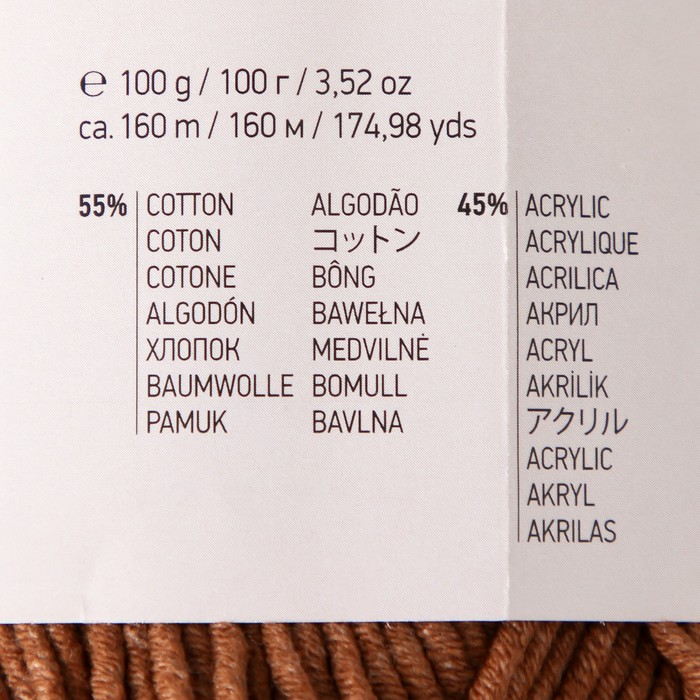 ℮ 100 g / 100 г / 3,52 oz
ca. 160 m / 160 м / 174,98 yds
55%
COTTON
COTON
COTONE
ALGODÓN
ХЛОПОК
BAUMWOLLE
PAMUK
ALGODÃO
コットン
BÔNG
BAWEŁNA
MEDVILNĖ
BOMULL
BAVLNA
45%
ACRYLIC
ACRYLIQUE
ACRILICA
АКРИЛ
ACRYL
AKRİLİK
アクリル
ACRYLIC
AKRYL
AKRILAS